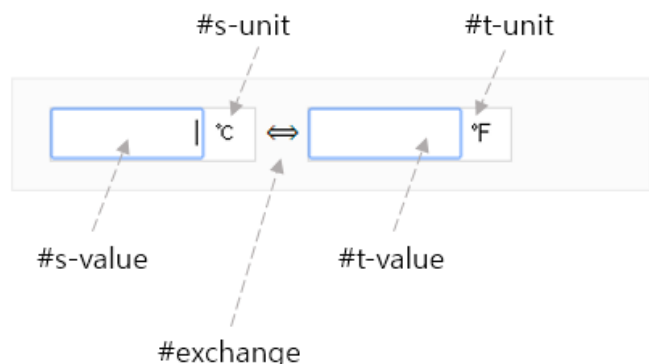 #s-unit
#t-unit
℃ ⇔ ℉
#s-value
#t-value
#exchange